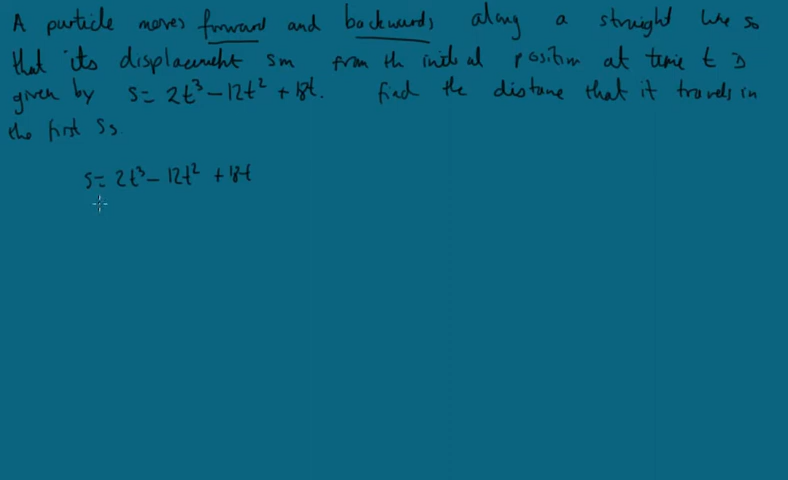 A particle moves forward and backwards along a straight line so
that its displacement sm from the initial position at time t is
given by s= 2t³ - 12t² + 18t. find the distance that it travels in
the first 5s.
s= 2t³ - 12t² + 18t